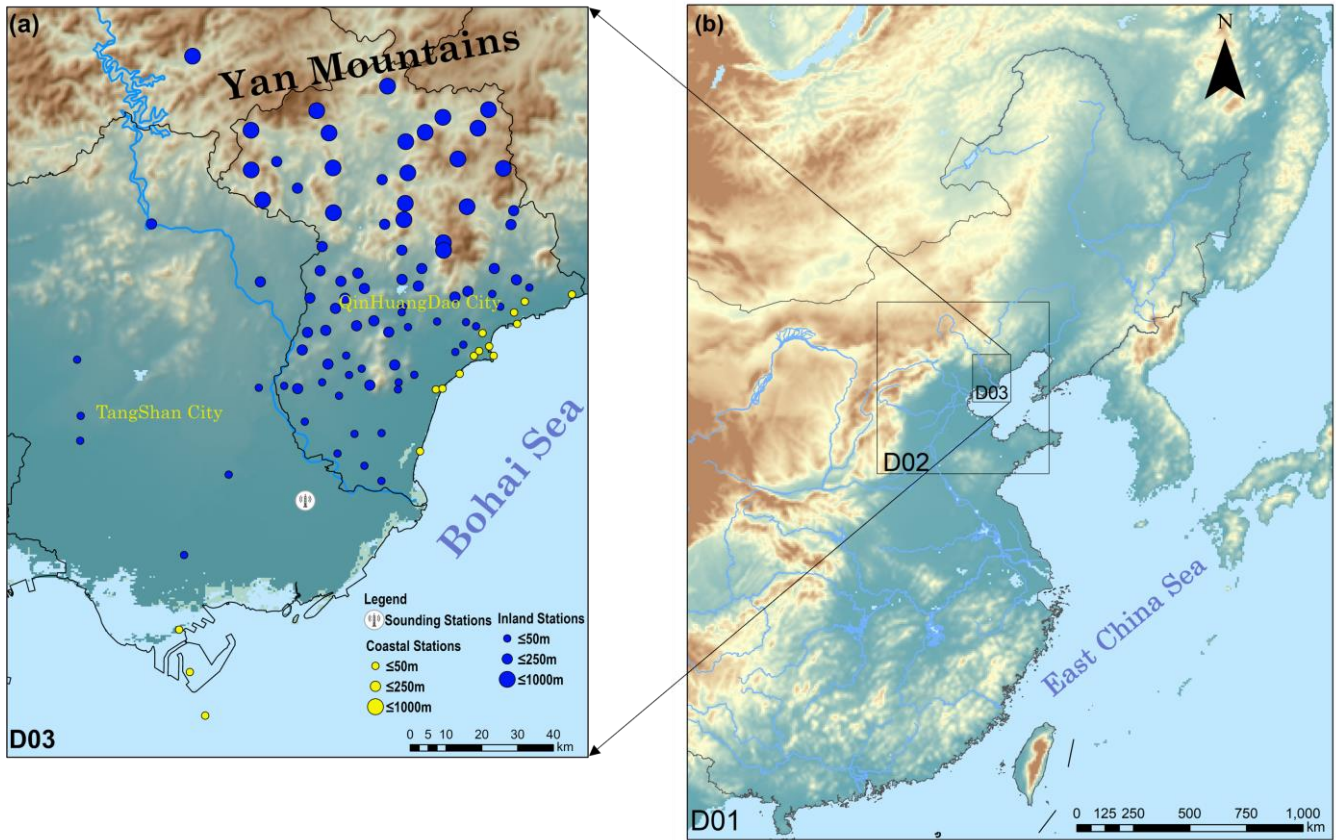 (a)
Yan Mountains
QinHuangDao City
TangShan City
Bohai Sea
Legend
Sounding Stations
Coastal Stations
≤50m
≤250m
≤1000m
Inland Stations
≤50m
≤250m
≤1000m
0 5 10 20 30 40
km
D03
(b)
N
D03
D02
East China Sea
D01
0 125 250 500 750 1,000
km